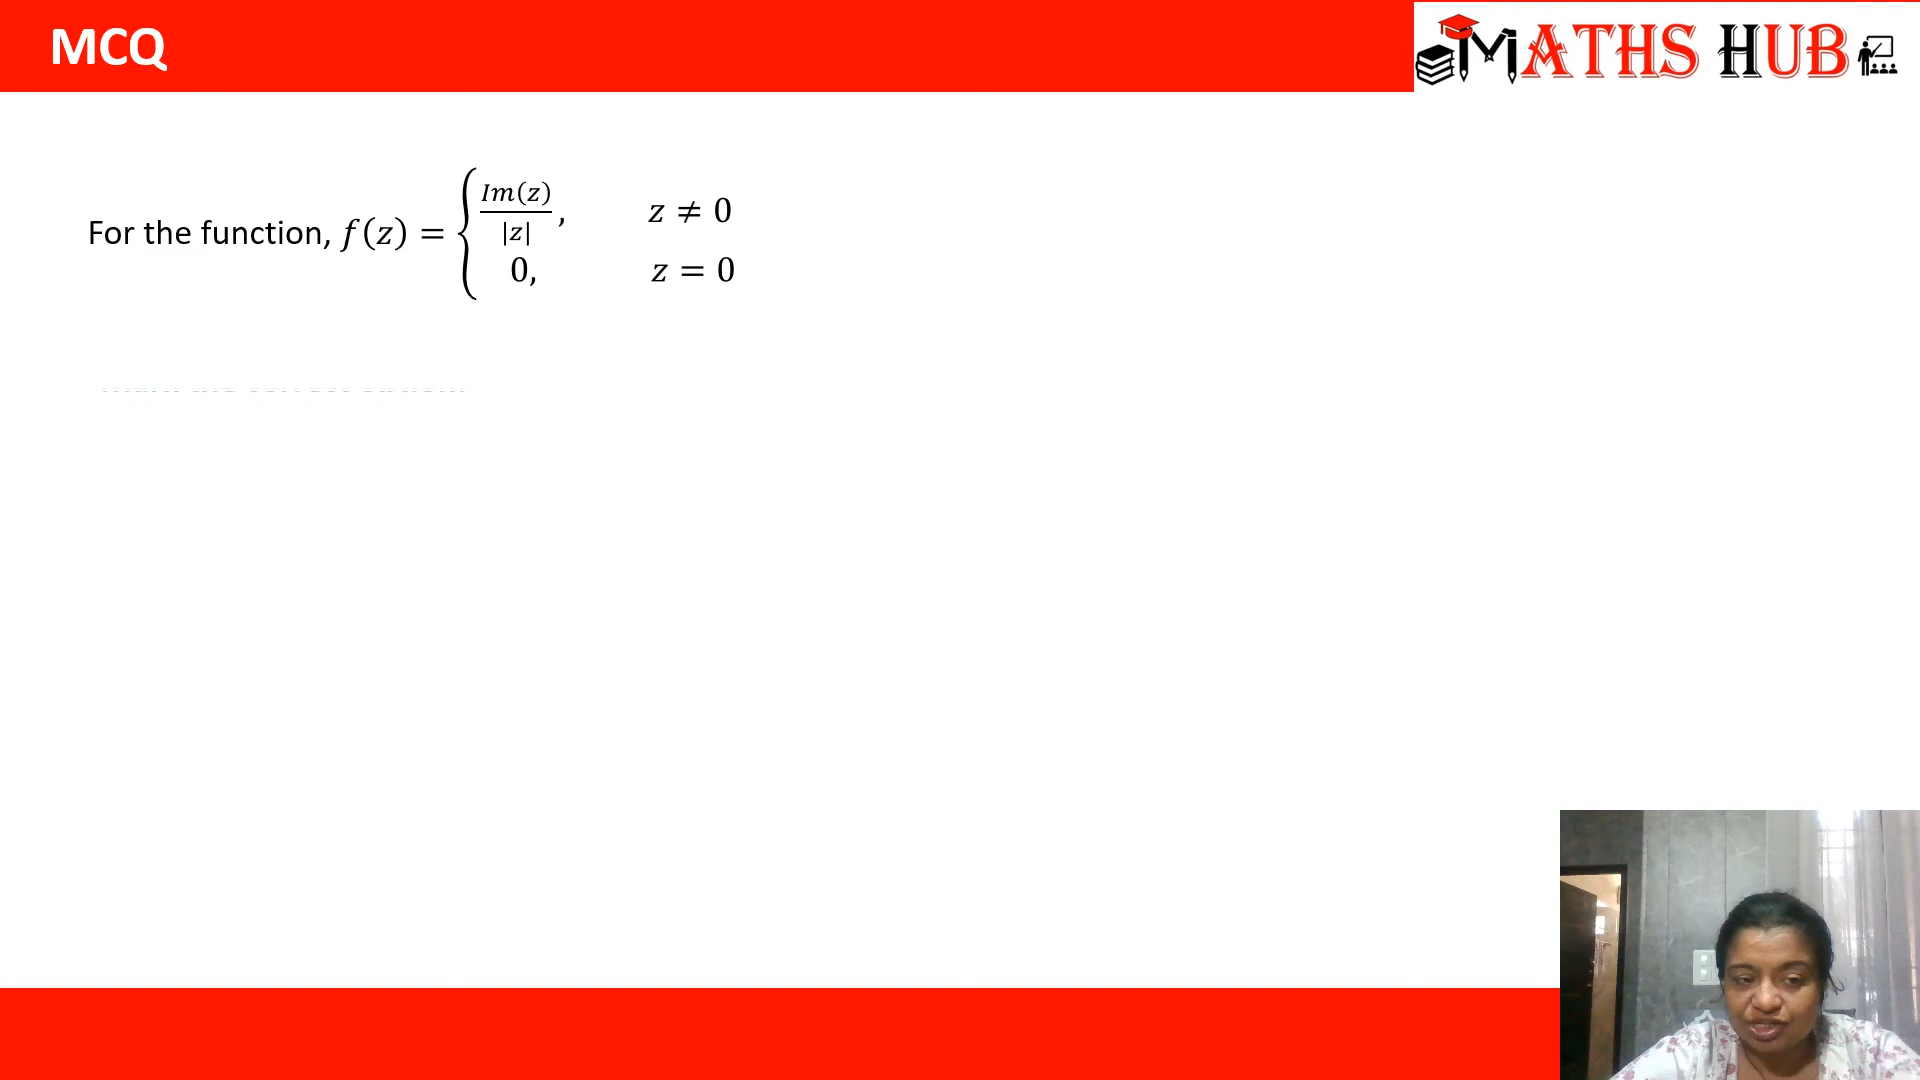 MCQ
MATHS HUB
For the function, f(z) = { Im(z)/|z|, z ≠ 0
0, z = 0